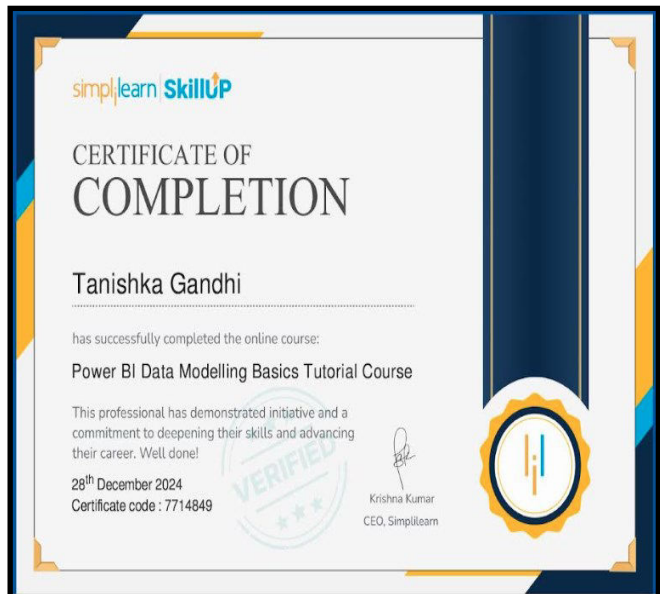 simplilearn SkillUP
CERTIFICATE OF
COMPLETION
Tanishka Gandhi
has successfully completed the online course:
Power BI Data Modelling Basics Tutorial Course
This professional has demonstrated initiative and a
commitment to deepening their skills and advancing
their career. Well done!
VERIFIED
28th December 2024
Certificate code : 7714849
Krishna Kumar
CEO, Simplilearn